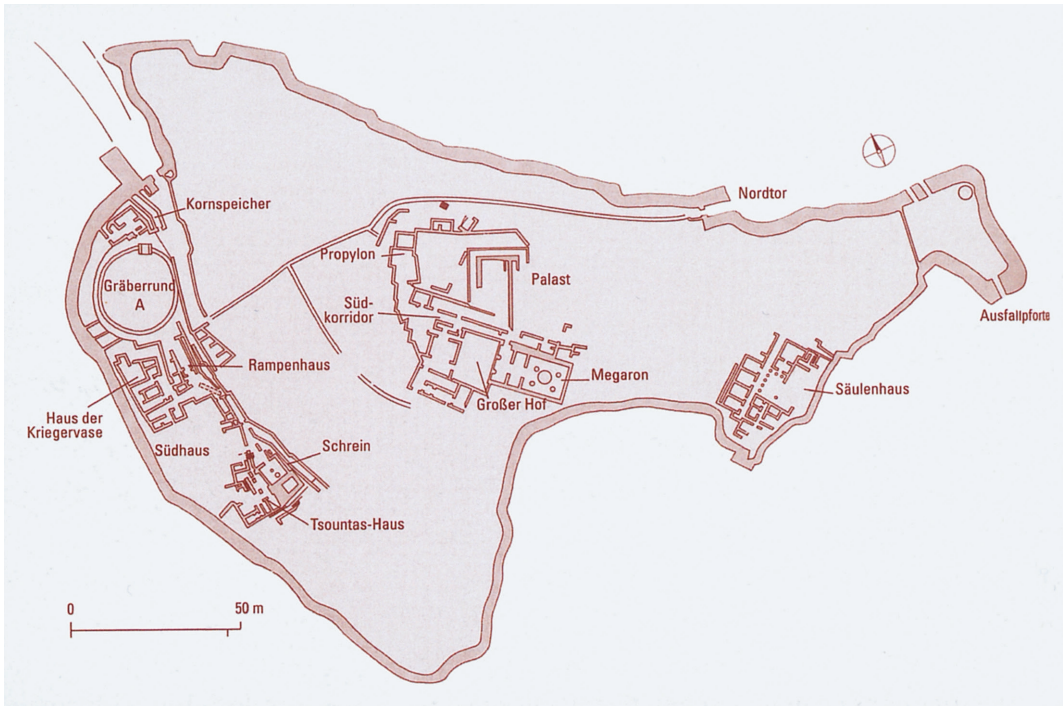 Nordtor
Kornspeicher
Propylon
Gräberrund
A
Palast
Süd-
korridor
Ausfallpforte
Rampenhaus
Megaron
Säulenhaus
Großer Hof
Haus der
Kriegervase
Südhaus
Schrein
Tsountas-Haus
0
50 m